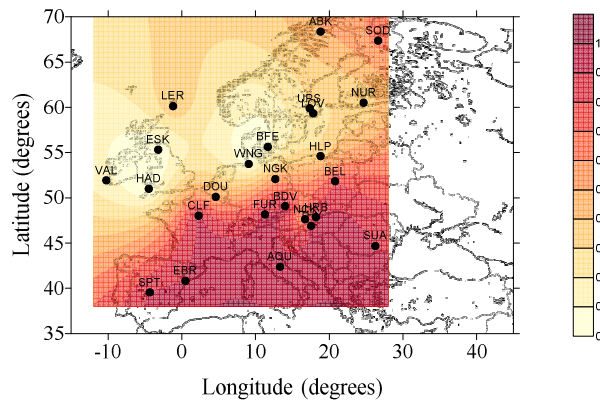 70
65
60
55
50
45
40
35
Latitude (degrees)
ABK
SOD
LER
NUR
UPS
LOV
ESK
BFE
HLP
WNG
VAL
NGK
BEL
HAD
DOU
BDV
CLF
FUR
HRB
SUA
AQU
EBR
SPT
-10 0 10 20 30 40
Longitude (degrees)